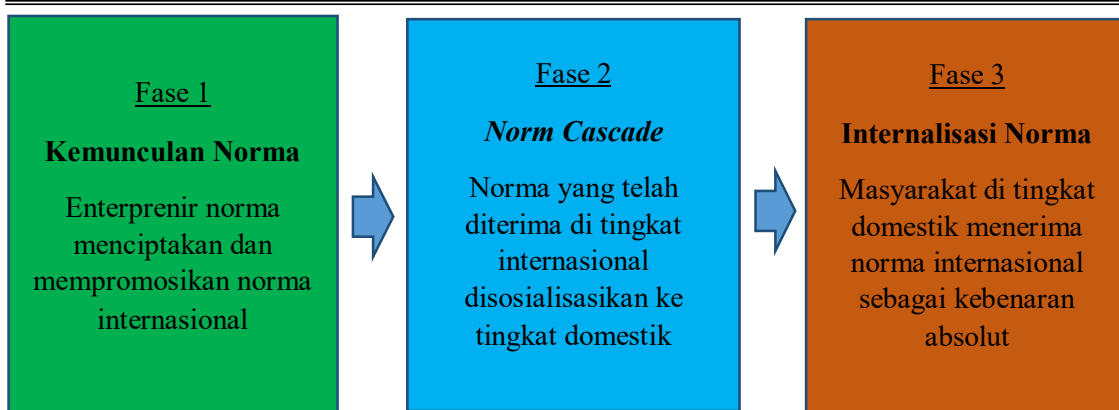 Fase 1
Kemunculan Norma
Enterprenir norma
menciptakan dan
mempromosikan norma
internasional
Fase 2
Norm Cascade
Norma yang telah
diterima di tingkat
internasional
disosialisasikan ke
tingkat domestik
Fase 3
Internalisasi Norma
Masyarakat di tingkat
domestik menerima
norma internasional
sebagai kebenaran
absolut